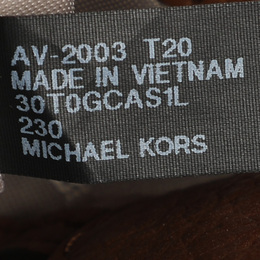 AV-2003 T20
MADE IN VIETNAM
30T0GCAS1L
230
MICHAEL KORS